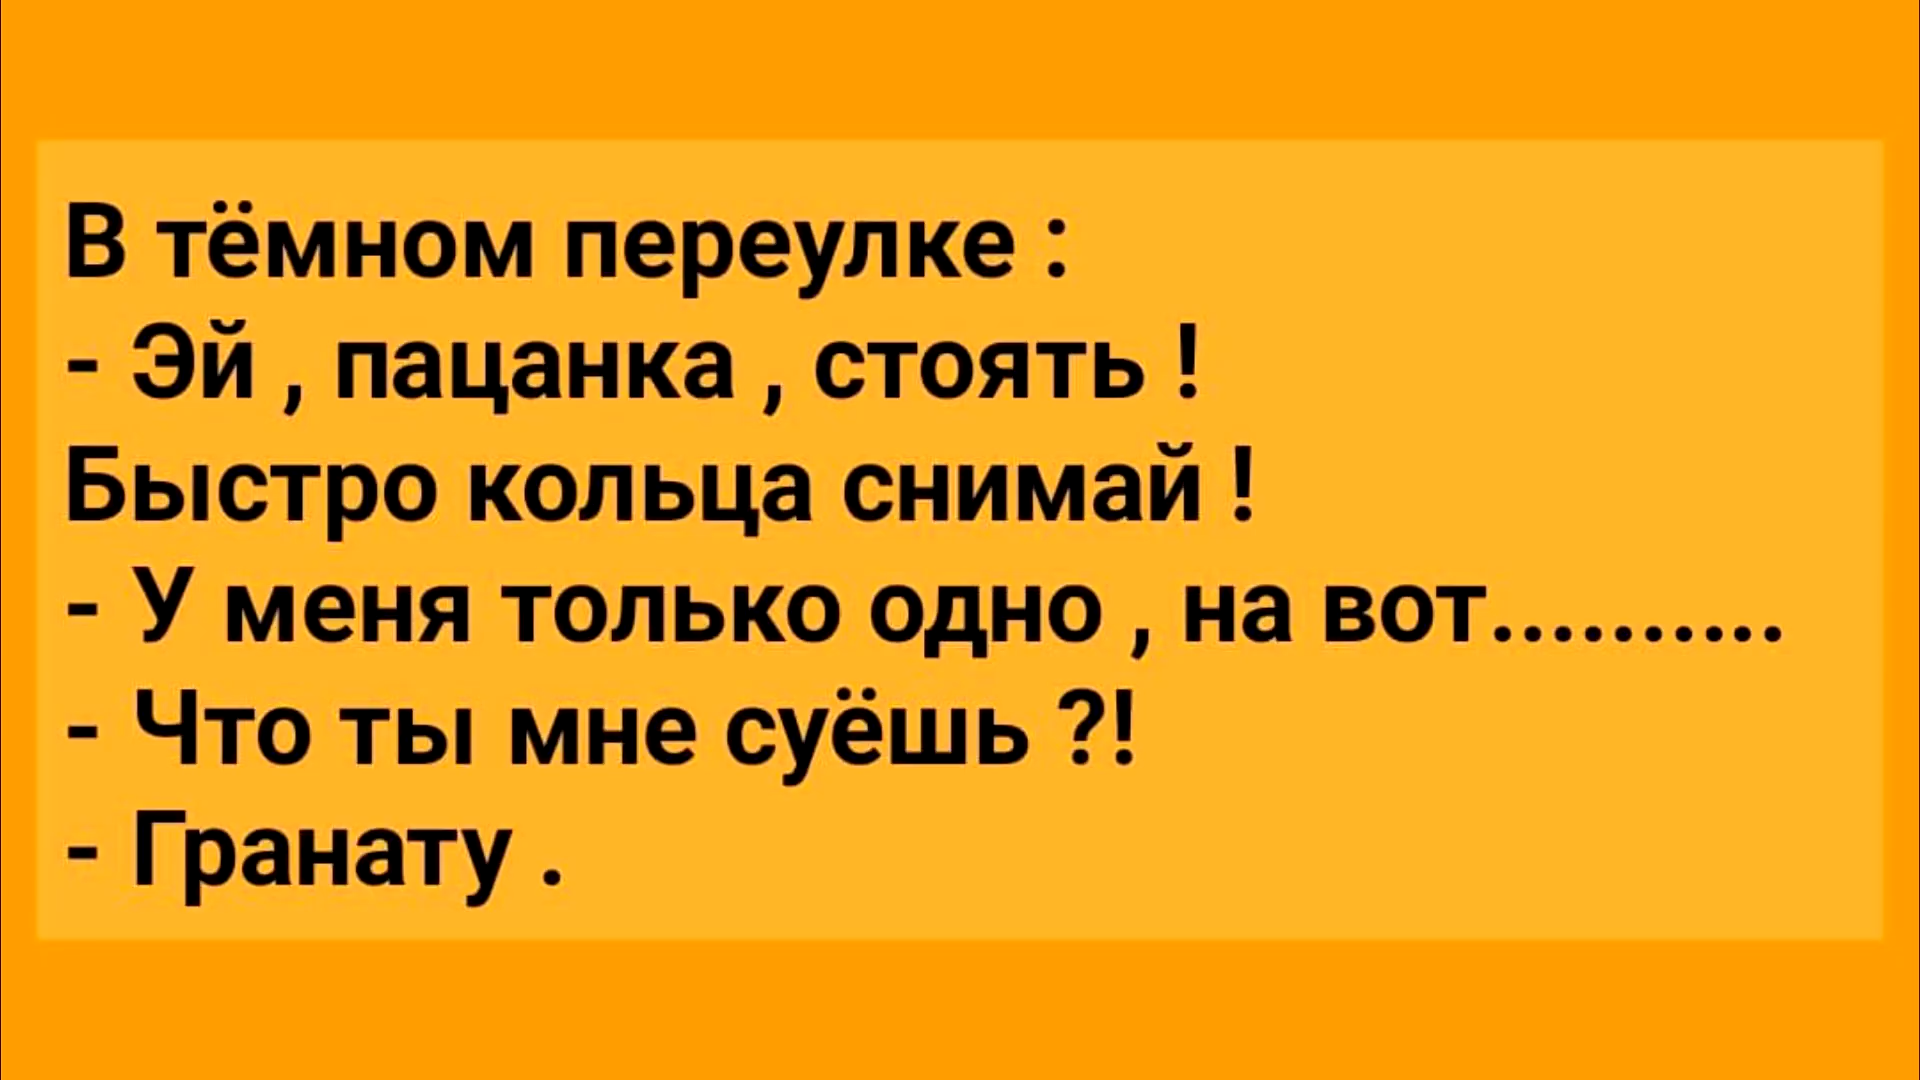 В тёмном переулке :
- Эй , пацанка , стоять !
Быстро кольца снимай !
- У меня только одно , на вот..........
- Что ты мне суёшь ?!
- Гранату .